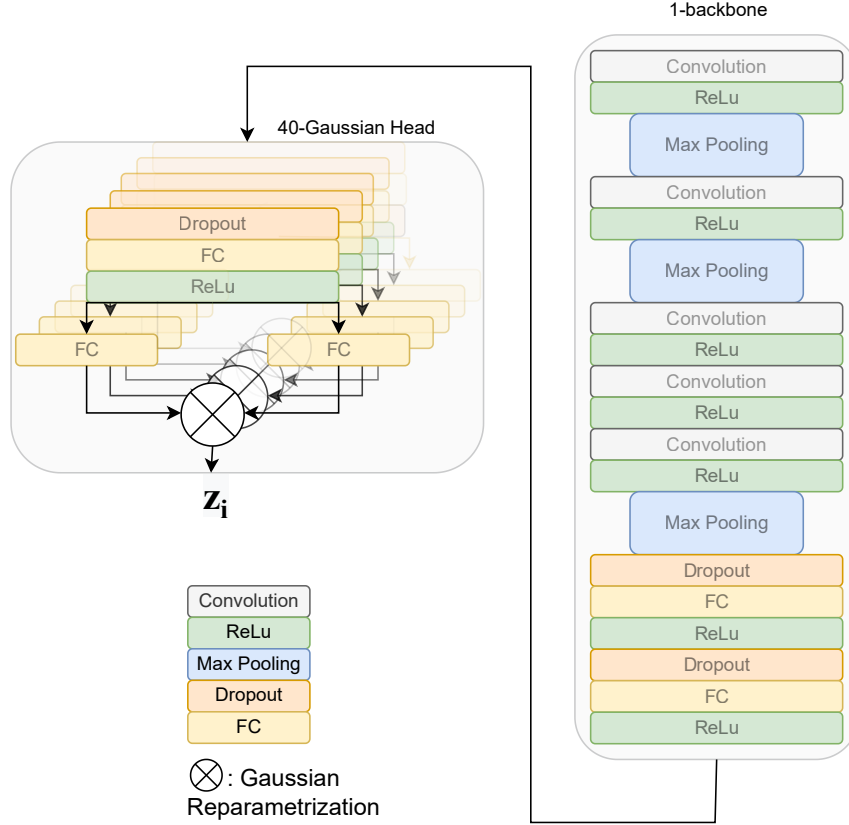 1-backbone
Convolution
ReLu
Max Pooling
Convolution
ReLu
Max Pooling
Convolution
ReLu
Convolution
ReLu
Convolution
ReLu
Max Pooling
Dropout
FC
ReLu
Dropout
FC
ReLu
40-Gaussian Head
Dropout
FC
ReLu
FC
FC
zi
Convolution
ReLu
Max Pooling
Dropout
FC
: Gaussian
Reparametrization